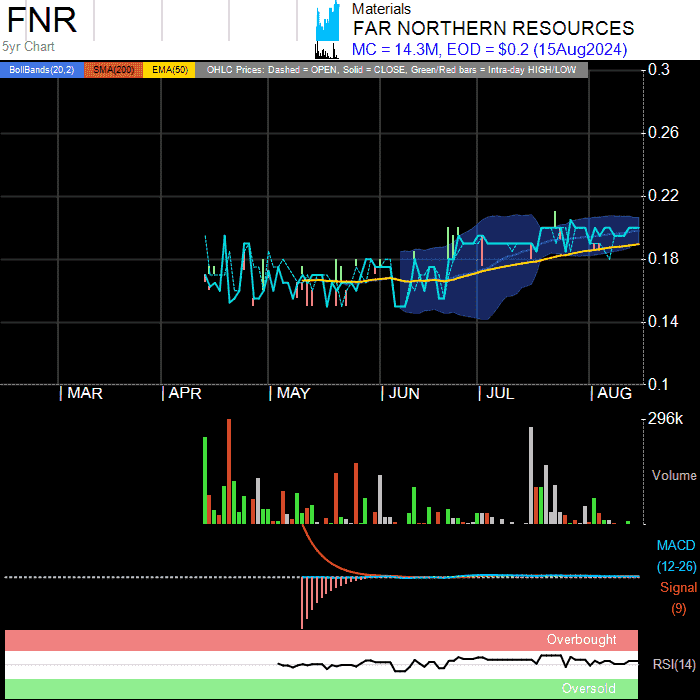 FNR
5yr Chart
Materials
FAR NORTHERN RESOURCES
MC = 14.3M, EOD = $0.2 (15Aug2024)
BollBands(20,2) SMA(200) EMA(50) OHLC Prices: Dashed = OPEN, Solid = CLOSE, Green/Red bars = Intra-day HIGH/LOW
0.3
0.26
0.22
0.18
0.14
0.1
MAR APR MAY JUN JUL AUG
296k
Volume
MACD
(12-26)
Signal
(9)
Overbought
RSI(14)
Oversold